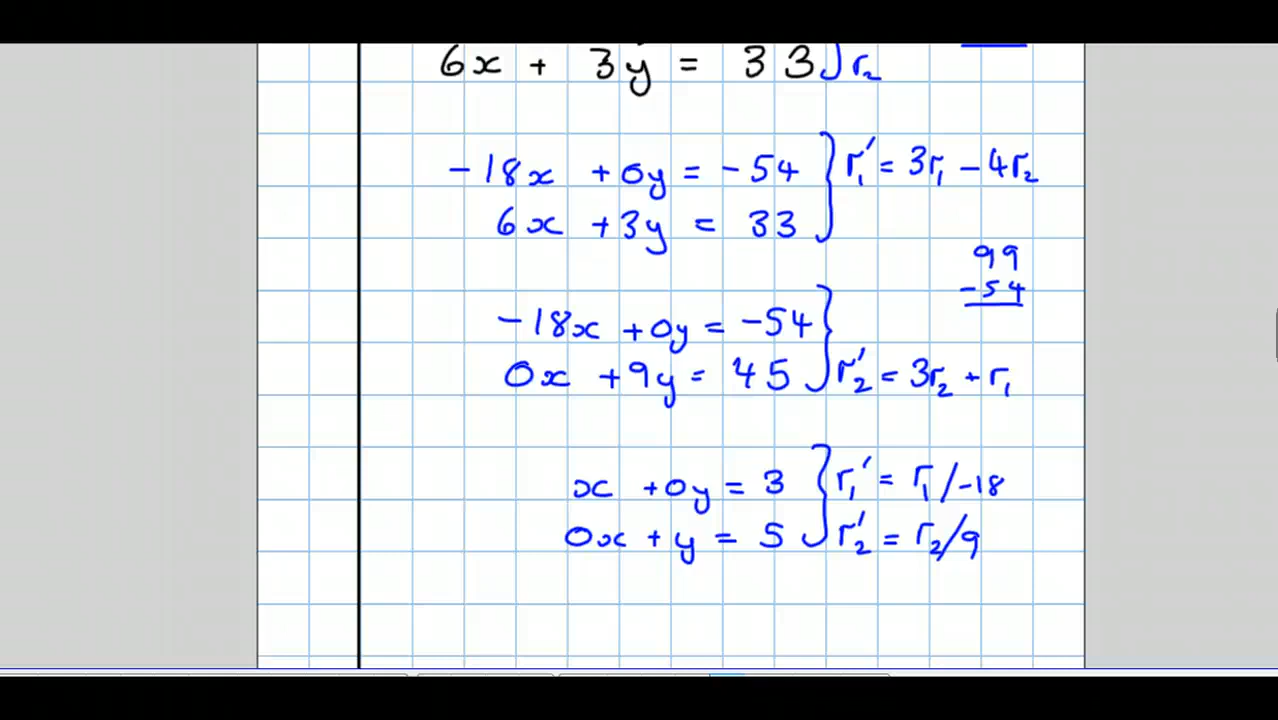 6x + 3y = 33 } r₂
-18x + 0y = -54 } r₁' = 3r₁ - 4r₂
6x + 3y = 33
99
-54
-18x + 0y = -54
0x + 9y = 45 } r₂' = 3r₂ + r₁
x + 0y = 3 } r₁' = r₁/-18
0x + y = 5 } r₂' = r₂/9